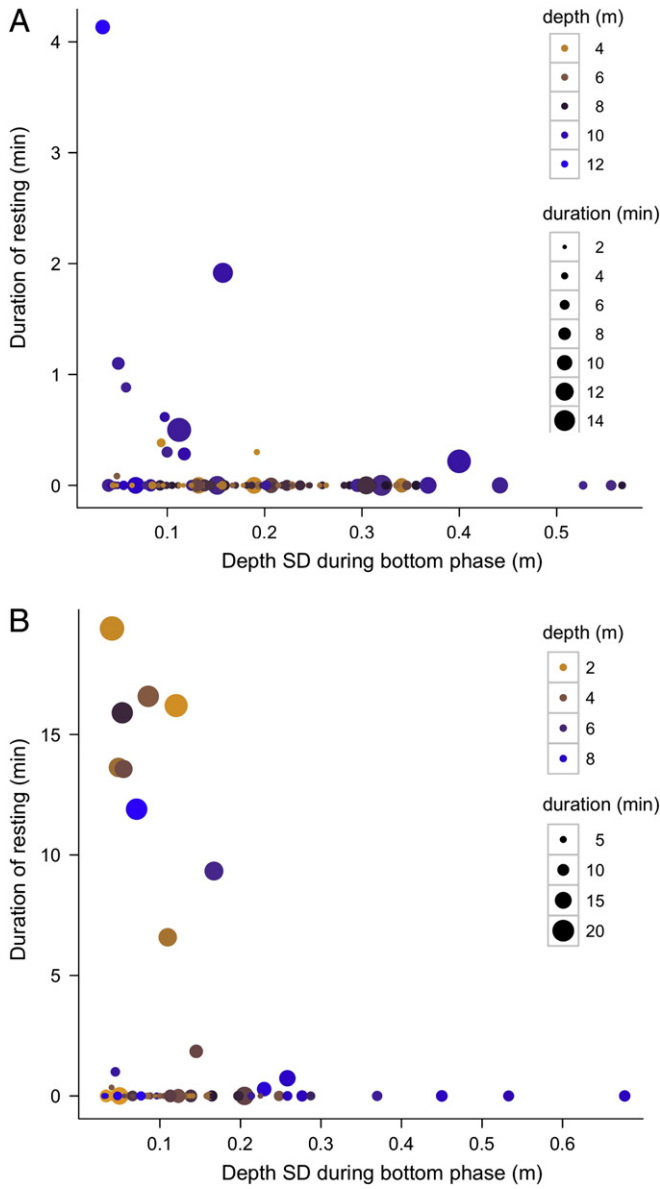 A
Duration of resting (min)
4
3
2
1
0
0.1 0.2 0.3 0.4 0.5
Depth SD during bottom phase (m)
depth (m)
4
6
8
10
12
duration (min)
2
4
6
8
10
12
14
B
Duration of resting (min)
15
10
5
0
0.1 0.2 0.3 0.4 0.5 0.6
Depth SD during bottom phase (m)
depth (m)
2
4
6
8
duration (min)
5
10
15
20